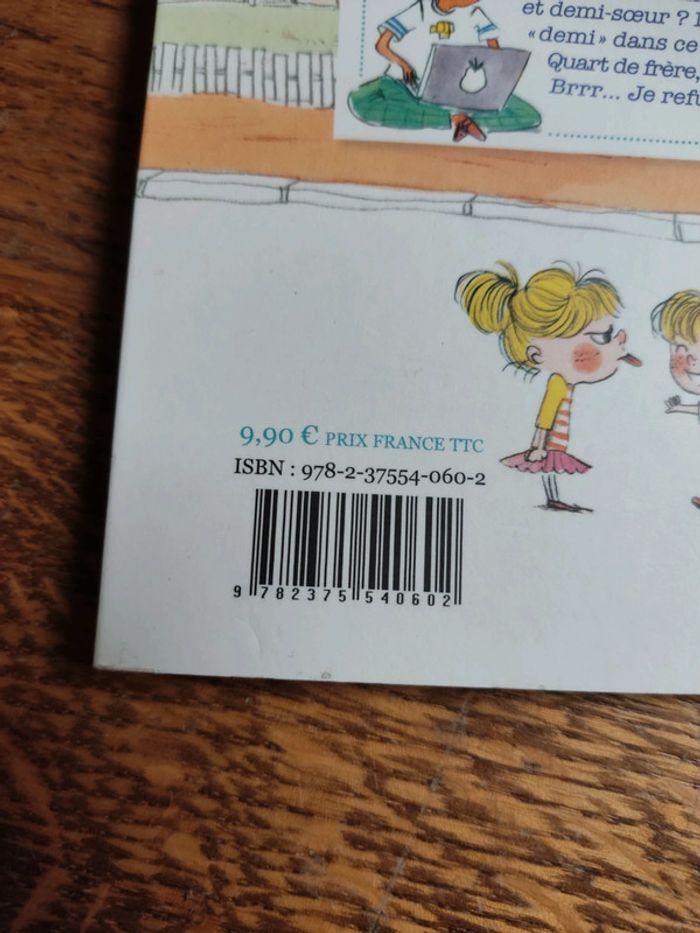 et demi-sœur ?
«demi» dans ce
Quart de frère,
Brrr... Je
9,90 € PRIX FRANCE TTC
ISBN : 978-2-37554-060-2
9 782375 540602